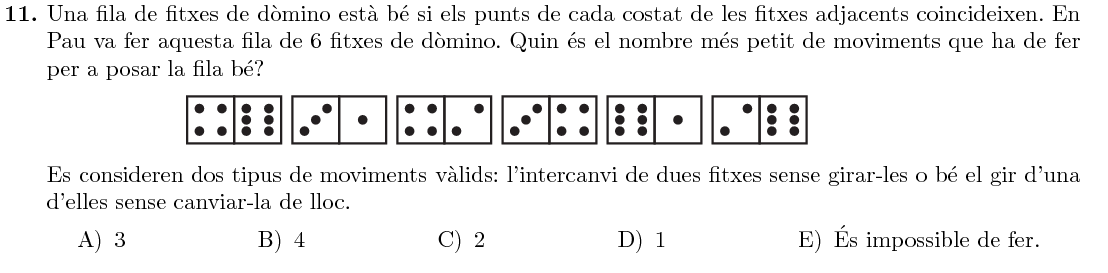 11. Una fila de fitxes de dòmino està bé si els punts de cada costat de les fitxes adjacents coincideixen. En
Pau va fer aquesta fila de 6 fitxes de dòmino. Quin és el nombre més petit de moviments que ha de fer
per a posar la fila bé?
Es consideren dos tipus de moviments vàlids: l'intercanvi de dues fitxes sense girar-les o bé el gir d'una
d'elles sense canviar-la de lloc.
A) 3 B) 4 C) 2 D) 1 E) És impossible de fer.